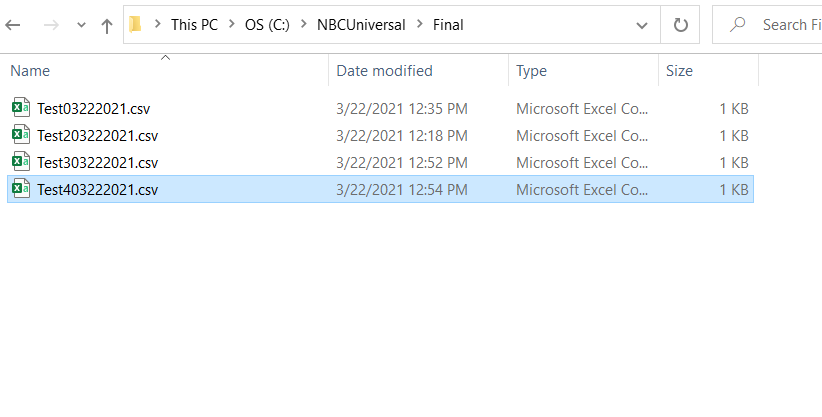 This PC > OS (C:) > NBCUniversal > Final
Search Fi
Name Date modified Type Size
Test03222021.csv 3/22/2021 12:35 PM Microsoft Excel Co... 1 KB
Test203222021.csv 3/22/2021 12:18 PM Microsoft Excel Co... 1 KB
Test303222021.csv 3/22/2021 12:52 PM Microsoft Excel Co... 1 KB
Test403222021.csv 3/22/2021 12:54 PM Microsoft Excel Co... 1 KB